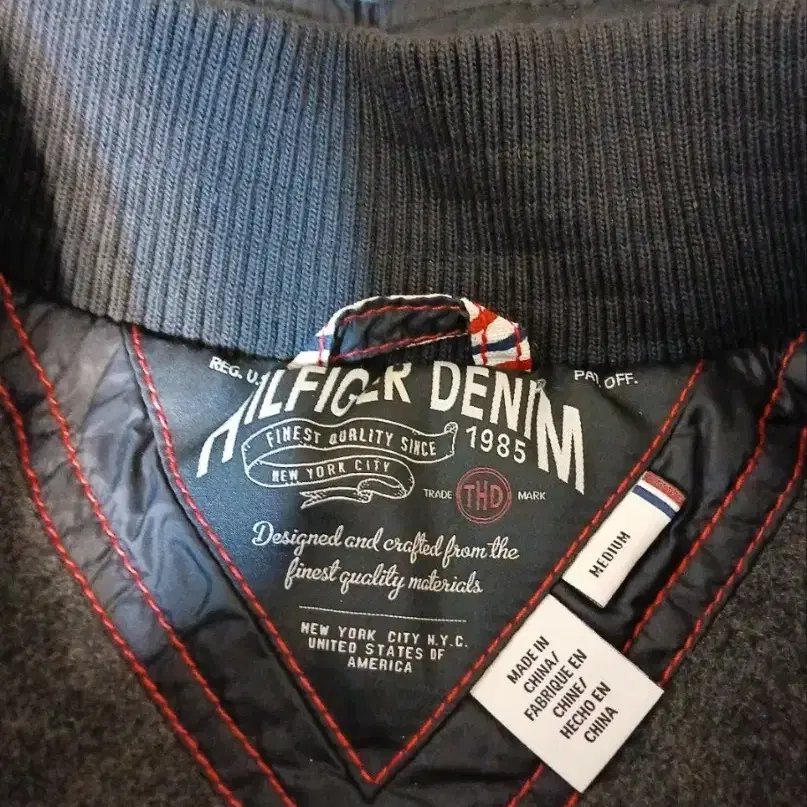 REG. U.S. PAT. OFF.
HILFIGER DENIM
FINEST QUALITY SINCE 1985
NEW YORK CITY
TRADE THD MARK
Designed and crafted from the
finest quality materials
NEW YORK CITY N.Y.C.
UNITED STATES OF
AMERICA
MEDIUM
MADE IN
CHINA/
FABRIQUE EN
CHINE/
HECHO EN
CHINA